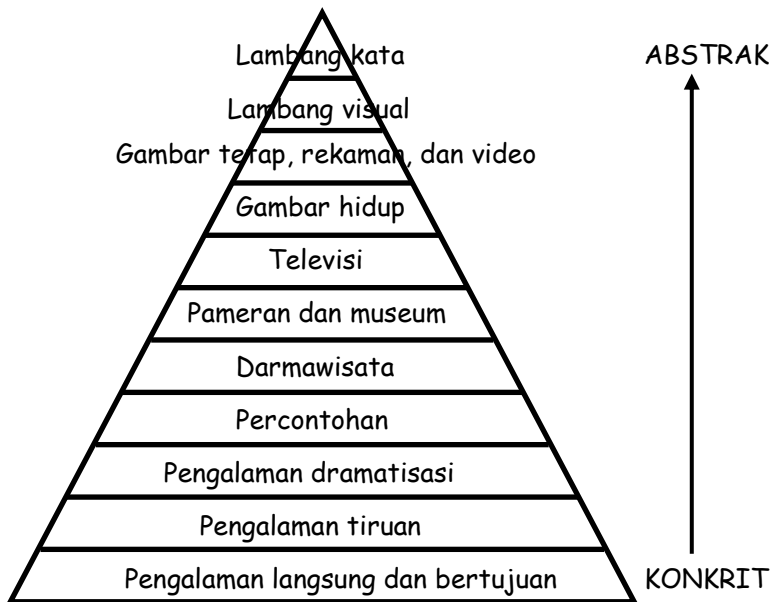 Lambang kata
ABSTRAK
Lambang visual
Gambar tetap, rekaman, dan video
Gambar hidup
Televisi
Pameran dan museum
Darmawisata
Percontohan
Pengalaman dramatisasi
Pengalaman tiruan
Pengalaman langsung dan bertujuan
KONKRIT